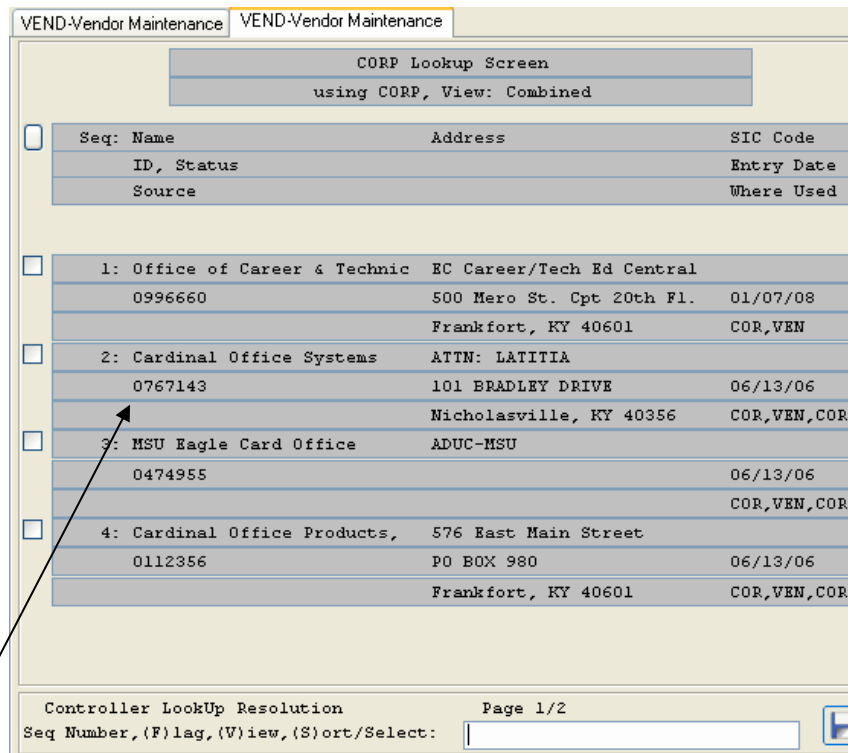 VEND-Vendor Maintenance VEND-Vendor Maintenance
CORP Lookup Screen
using CORP, View: Combined
Seq: Name Address SIC Code
ID, Status Entry Date
Source Where Used
1: Office of Career & Technic EC Career/Tech Ed Central
0996660 500 Mero St. Cpt 20th Fl. 01/07/08
Frankfort, KY 40601 COR,VEN
2: Cardinal Office Systems ATTN: LATITIA
0767143 101 BRADLEY DRIVE 06/13/06
Nicholasville, KY 40356 COR,VEN,COR
3: MSU Eagle Card Office ADUC-MSU
0474955 06/13/06
COR,VEN,COR
4: Cardinal Office Products, 576 East Main Street
0112356 PO BOX 980 06/13/06
Frankfort, KY 40601 COR,VEN,COR
Controller LookUp Resolution Page 1/2
Seq Number,(F)lag,(V)iew,(S)ort/Select: